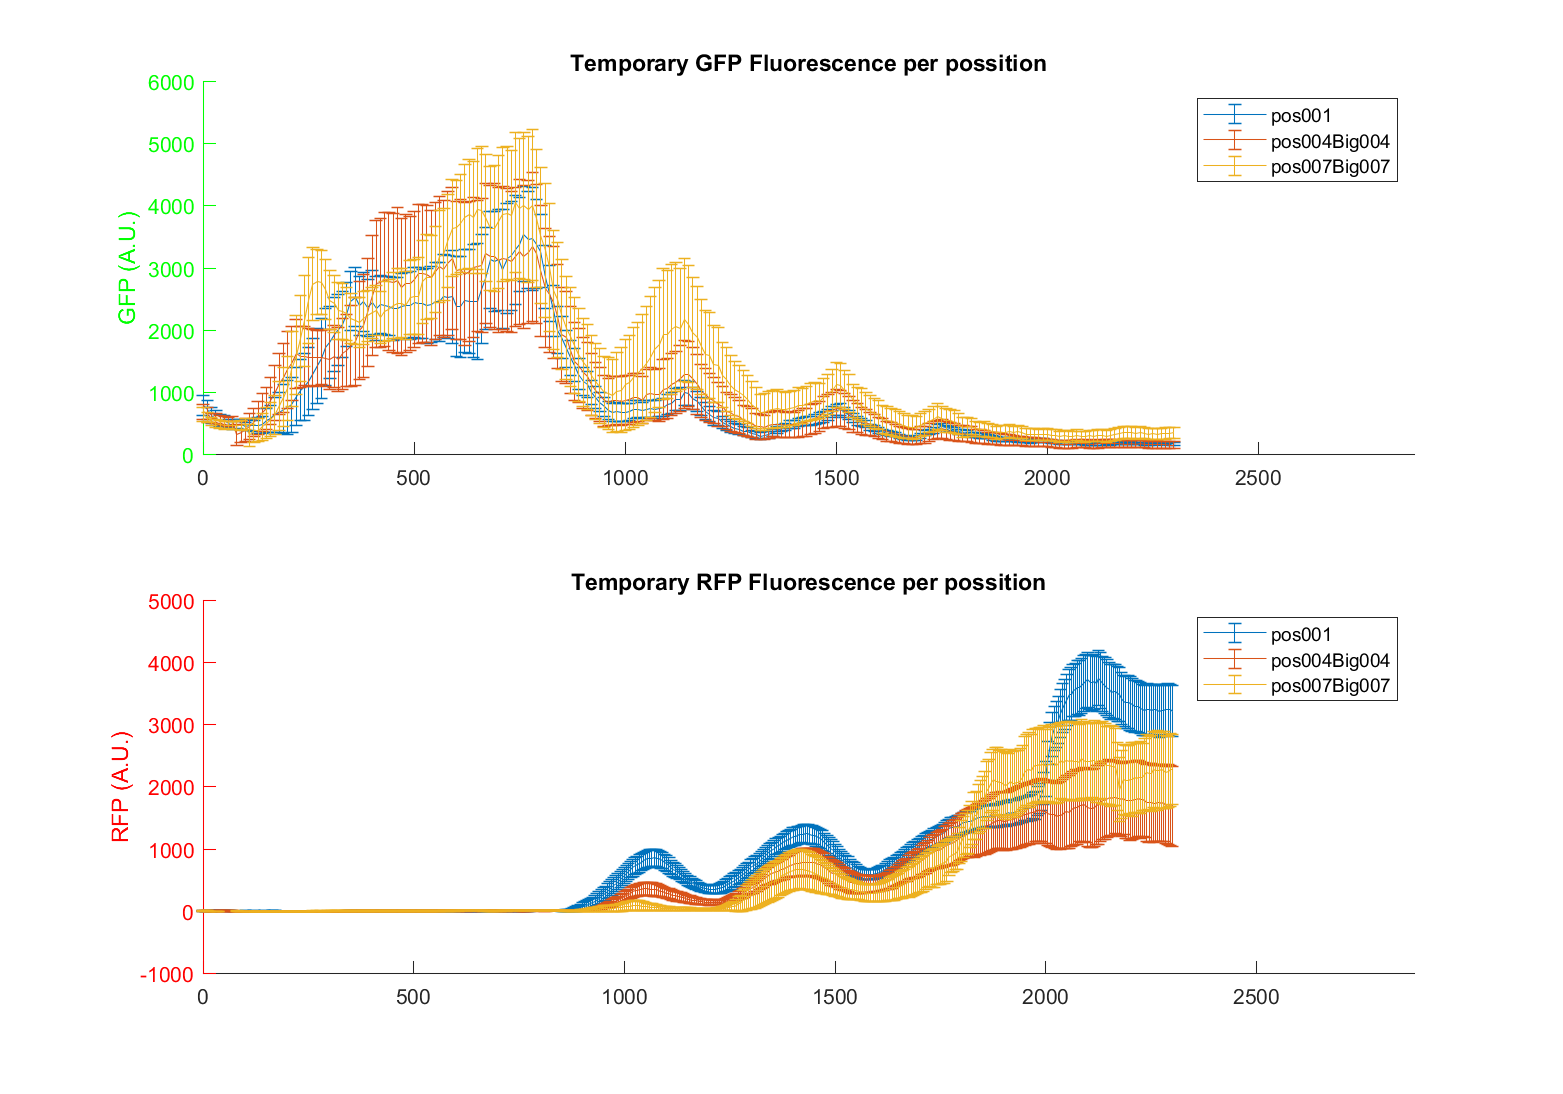 Temporary GFP Fluorescence per possition
6000
5000
4000
3000
2000
1000
0
GFP (A.U.)
0 500 1000 1500 2000 2500
pos001
pos004Big004
pos007Big007
Temporary RFP Fluorescence per possition
5000
4000
3000
2000
1000
0
-1000
RFP (A.U.)
0 500 1000 1500 2000 2500
pos001
pos004Big004
pos007Big007